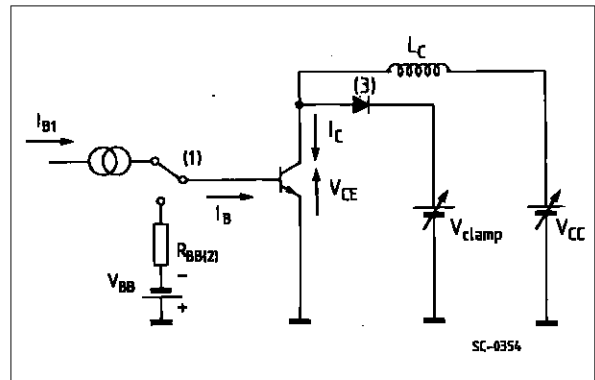 L_C
(3)
I_B1
(1)
I_C
V_CE
I_B
R_BB(2)
V_BB
−
+
V_clamp
V_CC
SC-0354